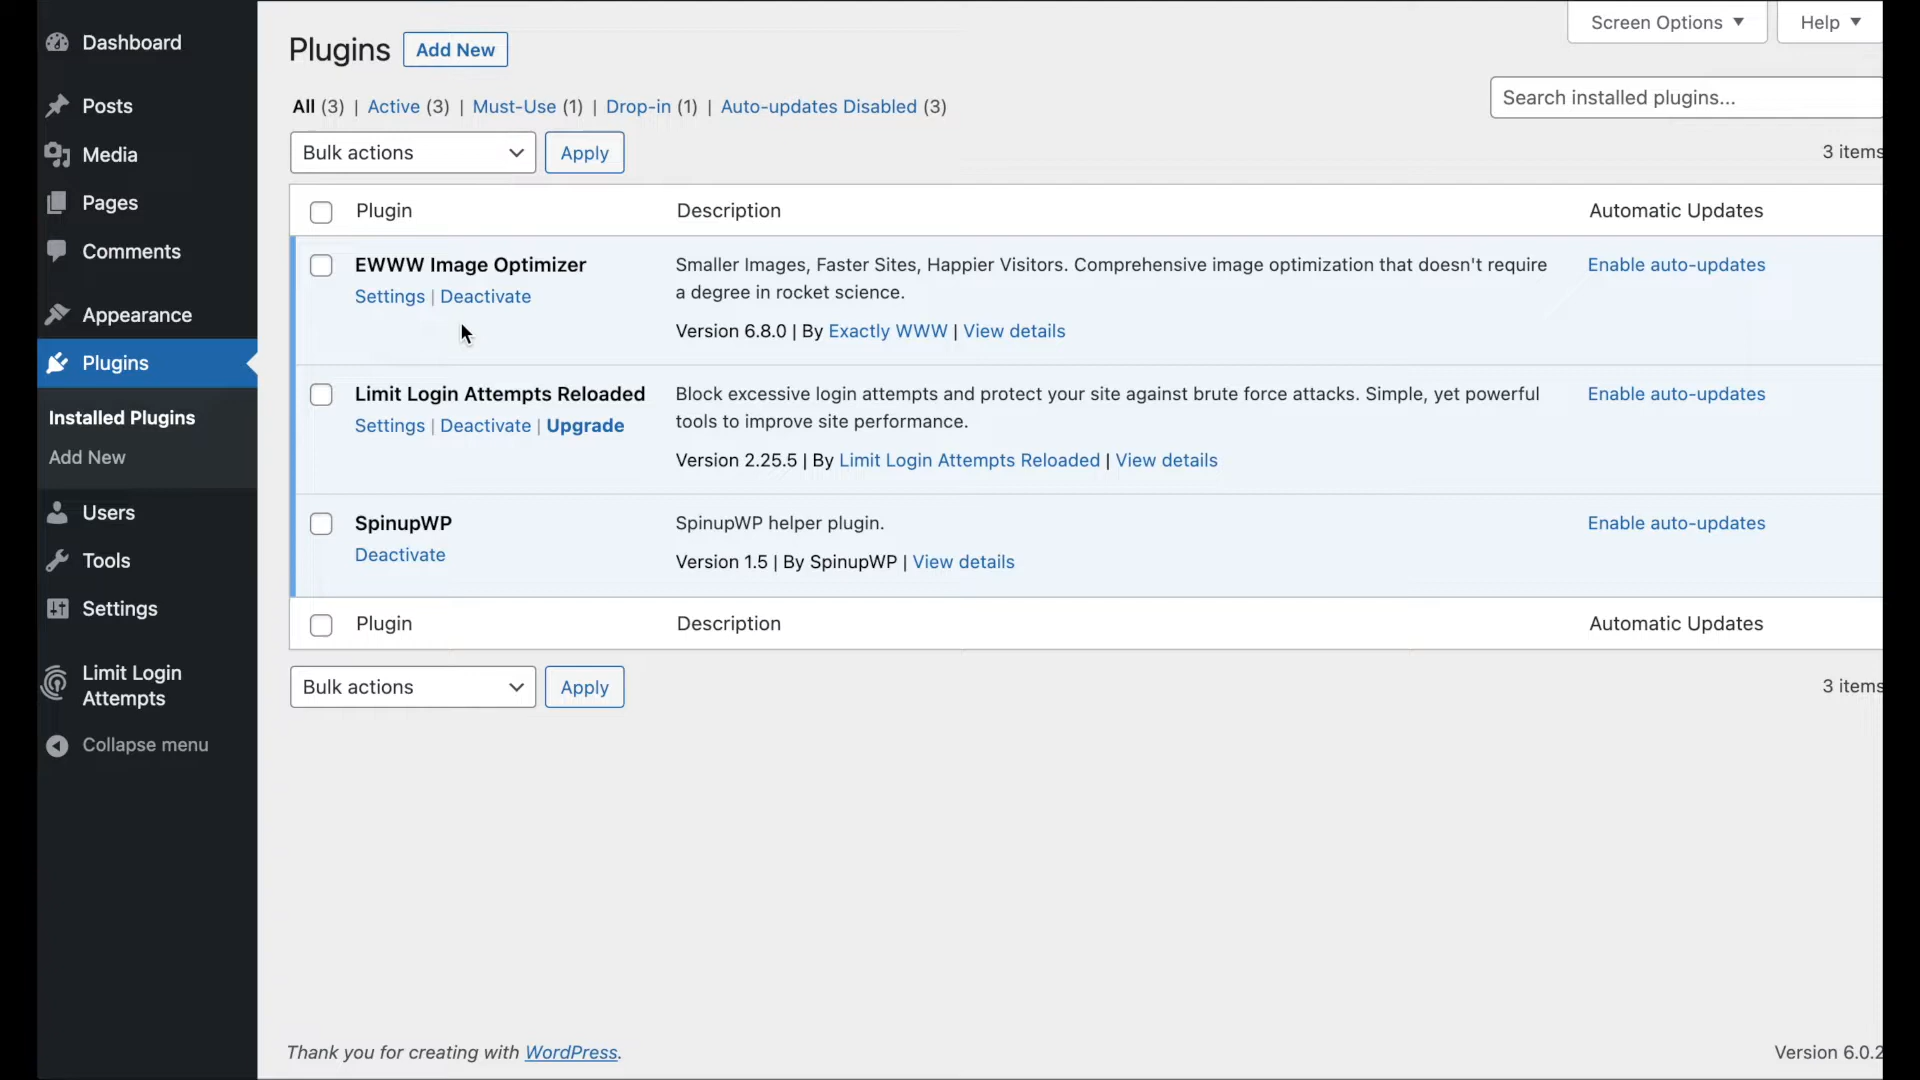 Dashboard
Posts
Media
Pages
Comments
Appearance
Plugins
Installed Plugins
Add New
Users
Tools
Settings
Limit Login
Attempts
Collapse menu
Screen Options
Help
Plugins Add New
All (3) | Active (3) | Must-Use (1) | Drop-in (1) | Auto-updates Disabled (3)
Search installed plugins...
Bulk actions Apply
3 items
Plugin Description Automatic Updates
EWWW Image Optimizer
Settings | Deactivate
Smaller Images, Faster Sites, Happier Visitors. Comprehensive image optimization that doesn't require
a degree in rocket science.
Version 6.8.0 | By Exactly WWW | View details
Enable auto-updates
Limit Login Attempts Reloaded
Settings | Deactivate | Upgrade
Block excessive login attempts and protect your site against brute force attacks. Simple, yet powerful
tools to improve site performance.
Version 2.25.5 | By Limit Login Attempts Reloaded | View details
Enable auto-updates
SpinupWP
Deactivate
SpinupWP helper plugin.
Version 1.5 | By SpinupWP | View details
Enable auto-updates
Plugin Description Automatic Updates
Bulk actions Apply
3 items
Thank you for creating with WordPress.
Version 6.0.2